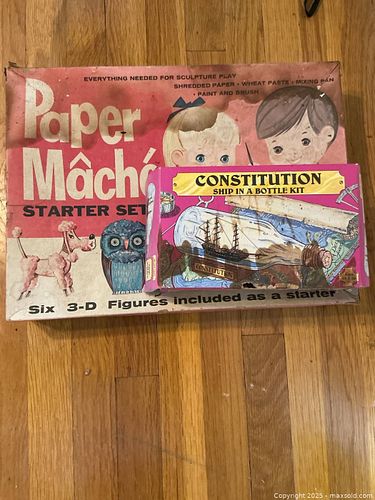 EVERYTHING NEEDED FOR SCULPTURE PLAY
SHREDDED PAPER • WHEAT PASTE • MIXING PAN
• PAINT AND BRUSH
Paper
Mâché
STARTER SET
CONSTITUTION
SHIP IN A BOTTLE KIT
CONSTITUTION
Six 3-D Figures included as a starter
Copyright 2025 - maxsold.com